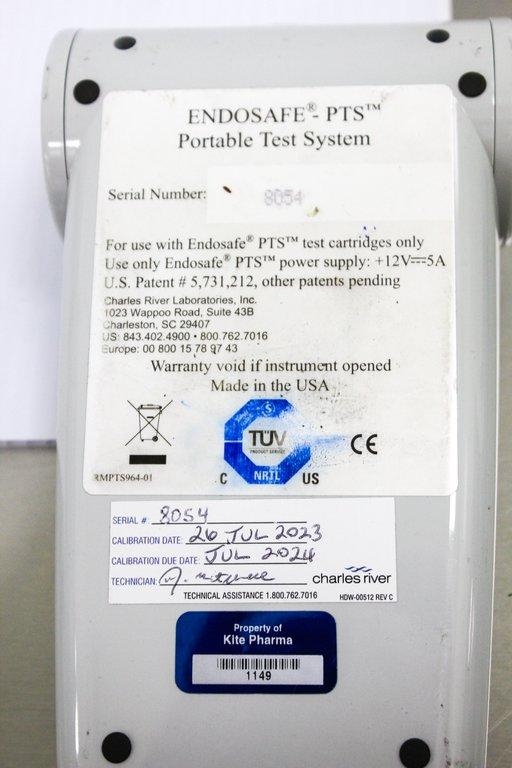 ENDOSAFE®- PTS™
Portable Test System
Serial Number: 8054
For use with Endosafe® PTS™ test cartridges only
Use only Endosafe® PTS™ power supply: +12V⎓5A
U.S. Patent # 5,731,212, other patents pending
Charles River Laboratories, Inc.
1023 Wappoo Road, Suite 43B
Charleston, SC 29407
US: 843.402.4900 • 800.762.7016
Europe: 00 800 15 78 97 43
Warranty void if instrument opened
Made in the USA
TÜV
PRODUCT SERVICE
NRTL
C US
CE
RMPTS964-01
SERIAL #: 8054
CALIBRATION DATE: 26 JUL 2023
CALIBRATION DUE DATE: JUL 2024
TECHNICIAN:
charles river
TECHNICAL ASSISTANCE 1.800.762.7016
HDW-00512 REV C
Property of
Kite Pharma
1149